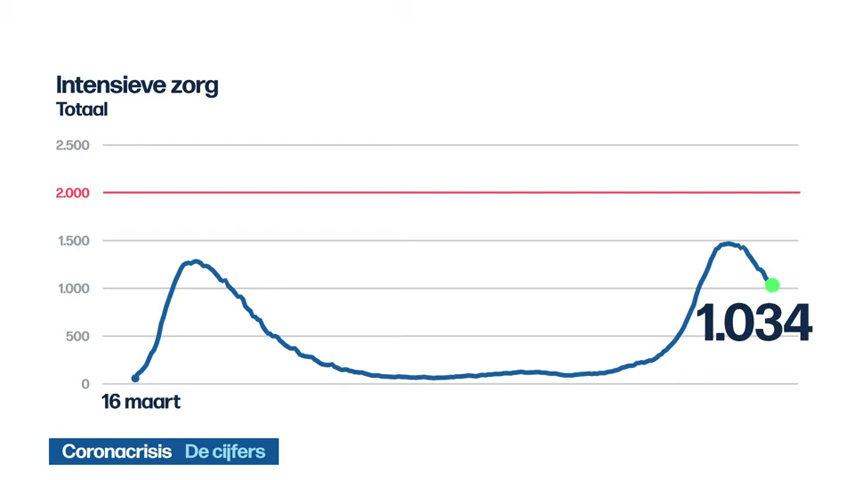 Intensieve zorg
Totaal
2.500
2.000
1.500
1.000
500
0
1.034
16 maart
Coronacrisis De cijfers